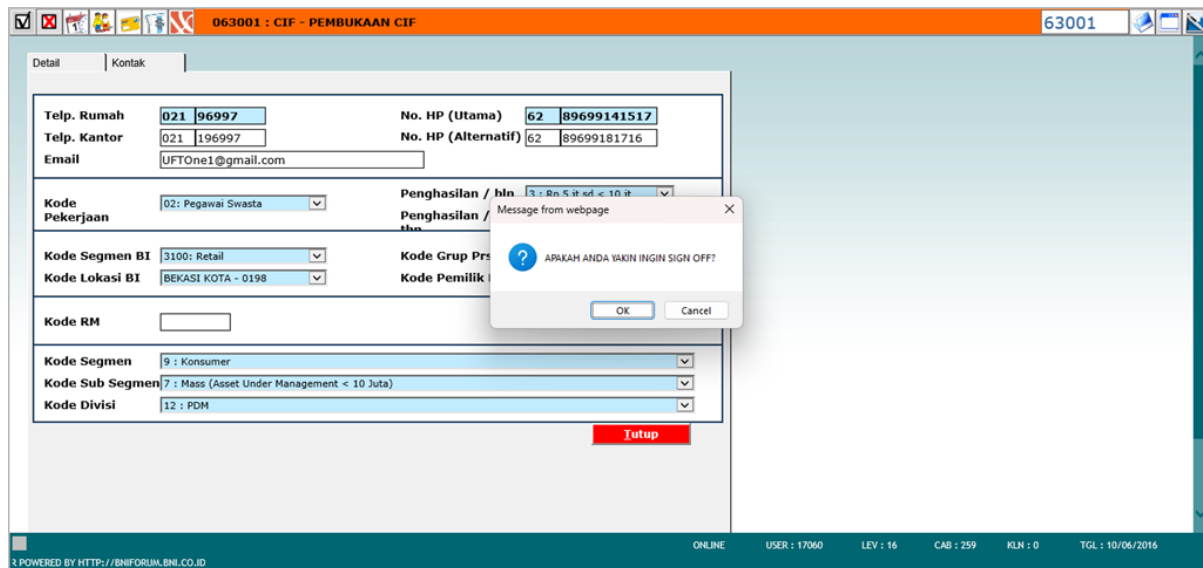 063001 : CIF - PEMBUKAAN CIF
63001
Detail
Kontak
Telp. Rumah 021 96997 No. HP (Utama) 62 89699141517
Telp. Kantor 021 196997 No. HP (Alternatif) 62 89699181716
Email UFTOne1@gmail.com
Kode Pekerjaan 02: Pegawai Swasta Penghasilan / bln 3 : Rp 5 jt sd < 10 jt
Penghasilan / thn
Message from webpage
APAKAH ANDA YAKIN INGIN SIGN OFF?
OK Cancel
Kode Segmen BI 3100: Retail Kode Grup Prs
Kode Lokasi BI BEKASI KOTA - 0198 Kode Pemilik
Kode RM
Kode Segmen 9 : Konsumer
Kode Sub Segmen 7 : Mass (Asset Under Management < 10 Juta)
Kode Divisi 12 : PDM
Tutup
ONLINE USER : 17060 LEV : 16 CAB : 259 KLN : 0 TGL : 10/06/2016
R POWERED BY HTTP://BNIFORUM.BNI.CO.ID